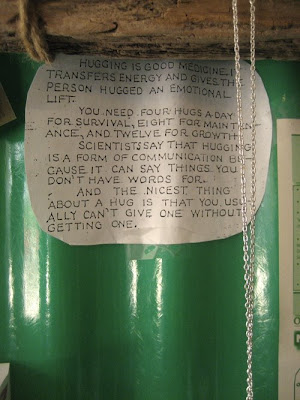 HUGGING IS GOOD MEDICINE. I
TRANSFERS ENERGY AND GIVES TH
PERSON HUGGED AN EMOTIONAL
LIFT.
YOU NEED FOUR HUGS A DAY
FOR SURVIVAL, EIGHT FOR MAINTEN-
ANCE, AND TWELVE FOR GROWTH.
SCIENTISTS SAY THAT HUGGING
IS A FORM OF COMMUNICATION BE-
CAUSE IT CAN SAY THINGS YOU
DON'T HAVE WORDS FOR.
AND THE NICEST THING
ABOUT A HUG IS THAT YOU USU-
ALLY CAN'T GIVE ONE WITHOUT
GETTING ONE.